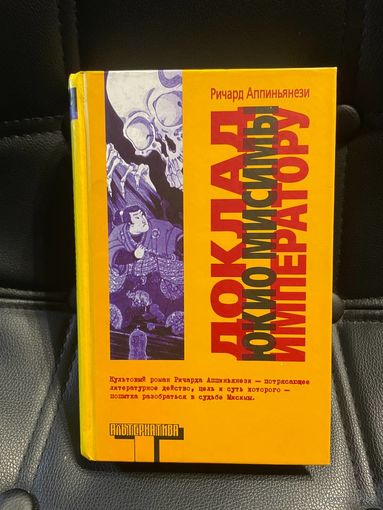 Ричард Аппиньянези
ДОКЛАД
ЮКИО МИСИМЫ
ИМПЕРАТОРУ
Культовый роман Ричарда Аппиньянези — потрясающее
литературное действо, цель и суть которого —
попытка разобраться в судьбе Мисимы.
АЛЬТЕРНАТИВА